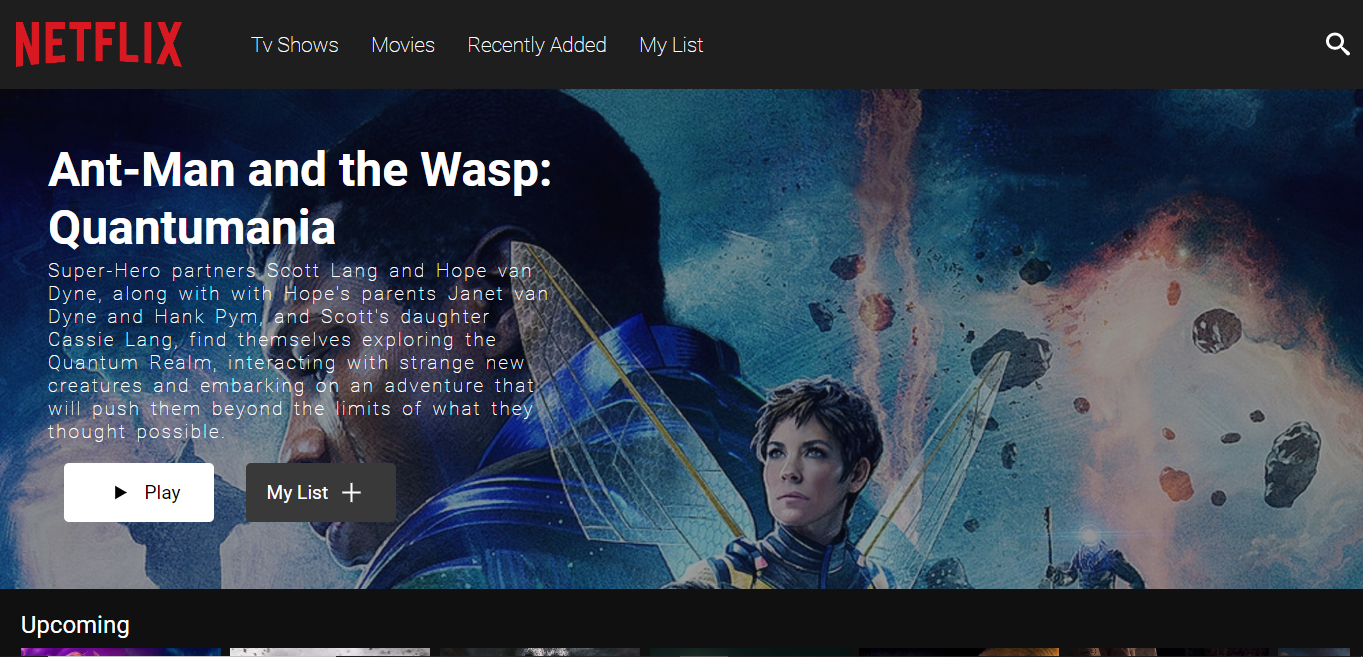 NETFLIX
Tv Shows
Movies
Recently Added
My List
Ant-Man and the Wasp:
Quantumania
Super-Hero partners Scott Lang and Hope van
Dyne, along with with Hope's parents Janet van
Dyne and Hank Pym, and Scott's daughter
Cassie Lang, find themselves exploring the
Quantum Realm, interacting with strange new
creatures and embarking on an adventure that
will push them beyond the limits of what they
thought possible.
Play
My List
Upcoming